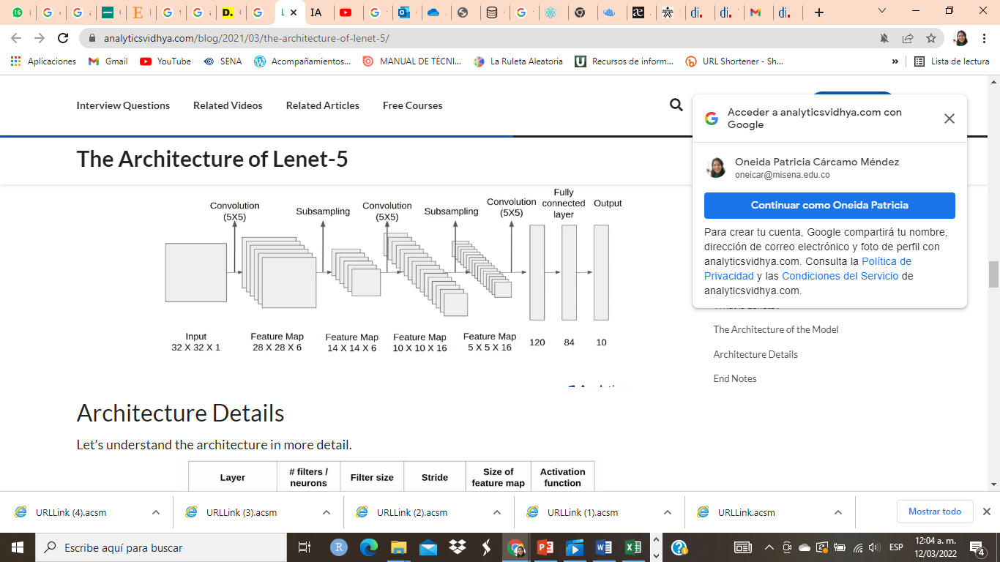 16
IA
D.
di.
di.
di.
analyticsvidhya.com/blog/2021/03/the-architecture-of-lenet-5/
Aplicaciones
Gmail
YouTube
SENA
Acompañamientos...
MANUAL DE TÉCNI...
La Ruleta Aleatoria
Recursos de inform...
URL Shortener - Sh...
»
Lista de lectura
Interview Questions
Related Videos
Related Articles
Free Courses
The Architecture of Lenet-5
Acceder a analyticsvidhya.com con
Google
Oneida Patricia Cárcamo Méndez
oneicar@misena.edu.co
Continuar como Oneida Patricia
Para crear tu cuenta, Google compartirá tu nombre,
dirección de correo electrónico y foto de perfil con
analyticsvidhya.com. Consulta la Política de
Privacidad y las Condiciones del Servicio de
analyticsvidhya.com.
Convolution
(5X5)
Subsampling
Convolution
(5X5)
Subsampling
Convolution
(5X5)
Fully
connected
layer
Output
Input
32 X 32 X 1
Feature Map
28 X 28 X 6
Feature Map
14 X 14 X 6
Feature Map
10 X 10 X 16
Feature Map
5 X 5 X 16
120
84
10
The Architecture of the Model
Architecture Details
End Notes
Architecture Details
Let's understand the architecture in more detail.
Layer
# filters /
neurons
Filter size
Stride
Size of
feature map
Activation
function
URLLink (4).acsm
URLLink (3).acsm
URLLink (2).acsm
URLLink (1).acsm
URLLink.acsm
Mostrar todo
Escribe aquí para buscar
ESP
12:04 a. m.
12/03/2022
4